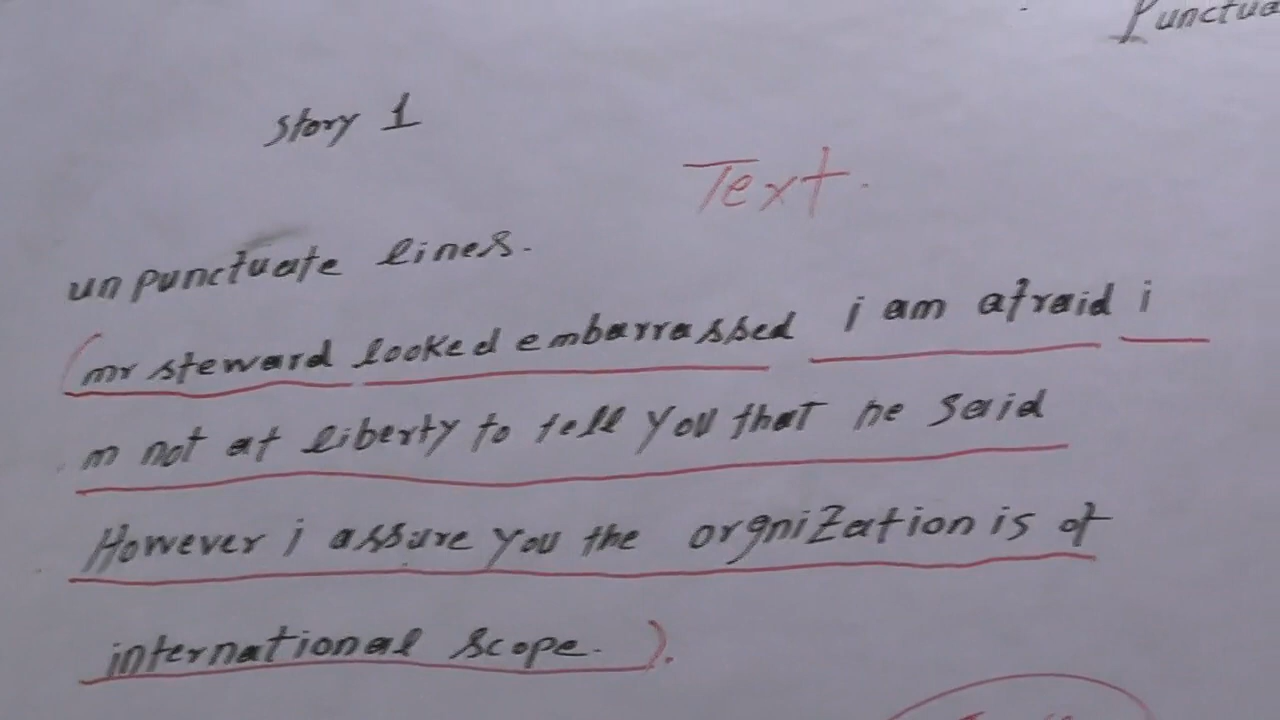 Punctua
story 1
Text.
unpunctuate lines.
(mr steward looked embarrassed i am afraid i
m not at liberty to tell you that he said
However i assure you the orgnization is of
international scope. ).